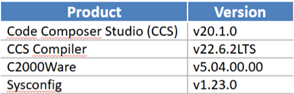 Product Version
Code Composer Studio (CCS) v20.1.0
CCS Compiler v22.6.2LTS
C2000Ware v5.04.00.00
Sysconfig v1.23.0